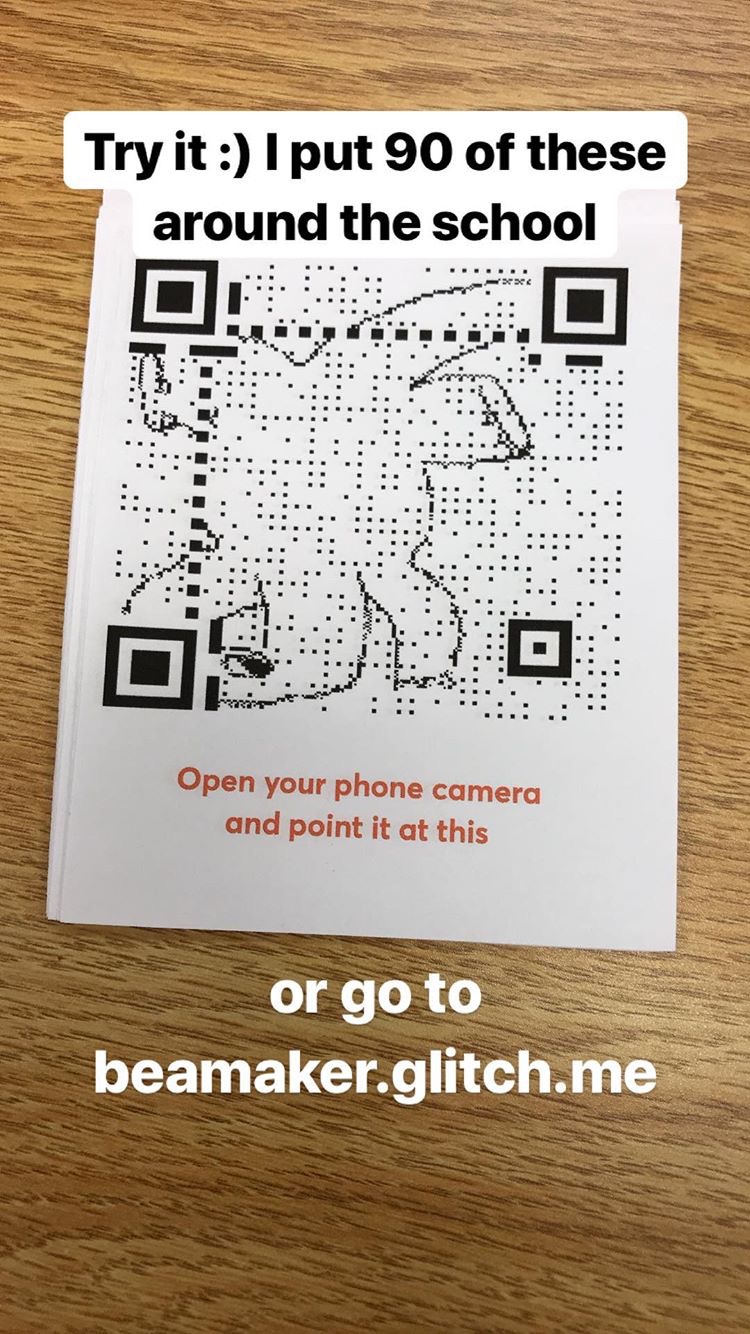 Try it :) I put 90 of these
around the school
Open your phone camera
and point it at this
or go to
beamaker.glitch.me